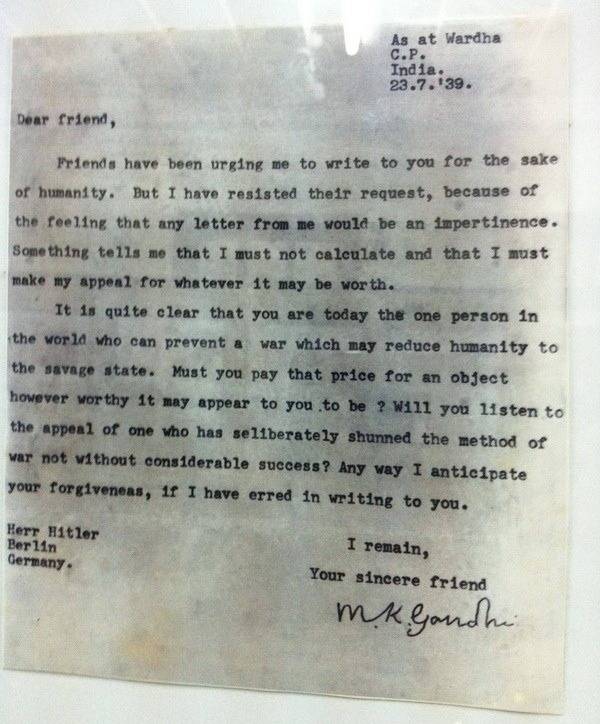 As at Wardha
C.P.
India.
23.7.'39.
Dear friend,
Friends have been urging me to write to you for the sake
of humanity. But I have resisted their request, because of
the feeling that any letter from me would be an impertinence.
Something tells me that I must not calculate and that I must
make my appeal for whatever it may be worth.
It is quite clear that you are today the one person in
the world who can prevent a war which may reduce humanity to
the savage state. Must you pay that price for an object
however worthy it may appear to you to be ? Will you listen to
the appeal of one who has seliberately shunned the method of
war not without considerable success? Any way I anticipate
your forgiveneas, if I have erred in writing to you.
Herr Hitler
Berlin
Germany.
I remain,
Your sincere friend
M.K.Gandhi